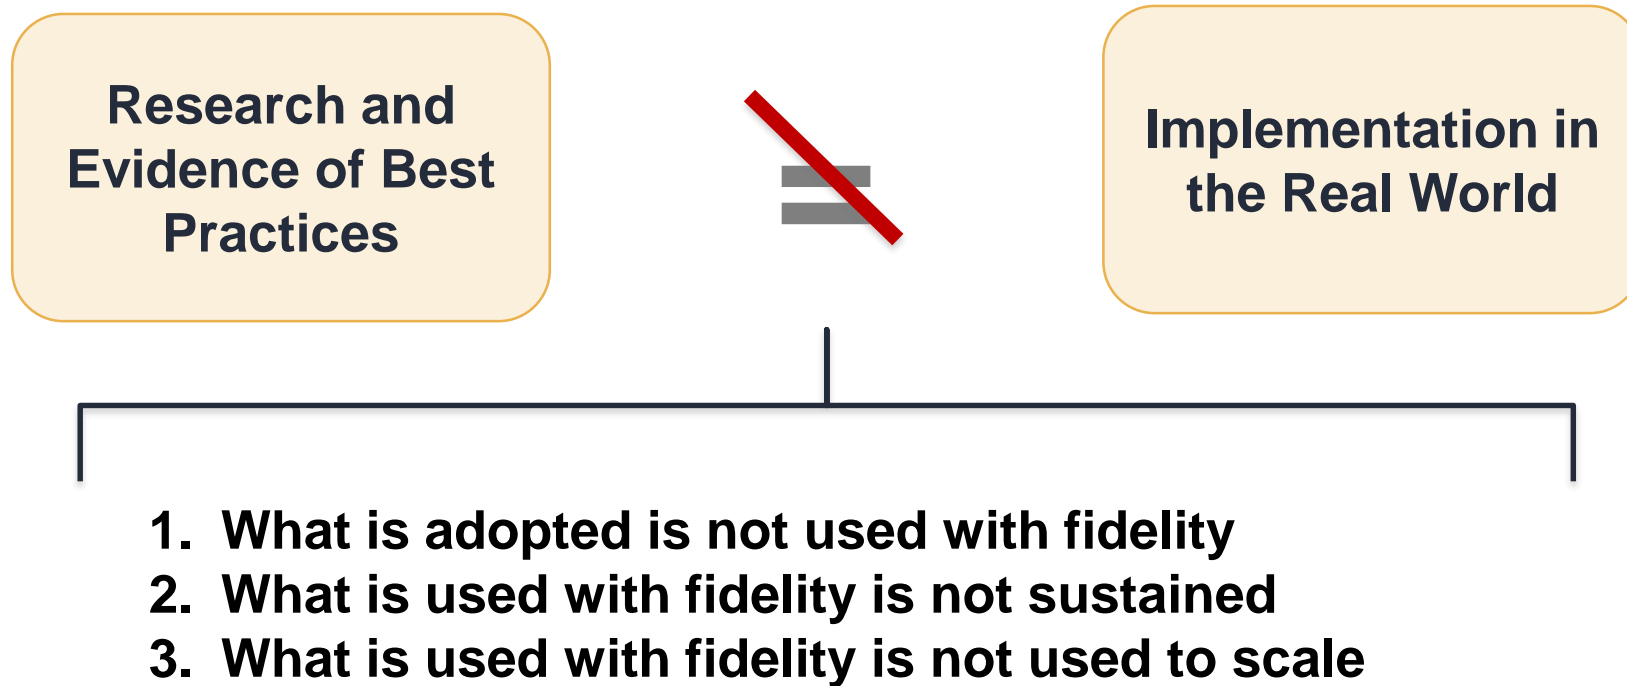 Research and
Evidence of Best
Practices
=
Implementation in
the Real World
1. What is adopted is not used with fidelity
2. What is used with fidelity is not sustained
3. What is used with fidelity is not used to scale